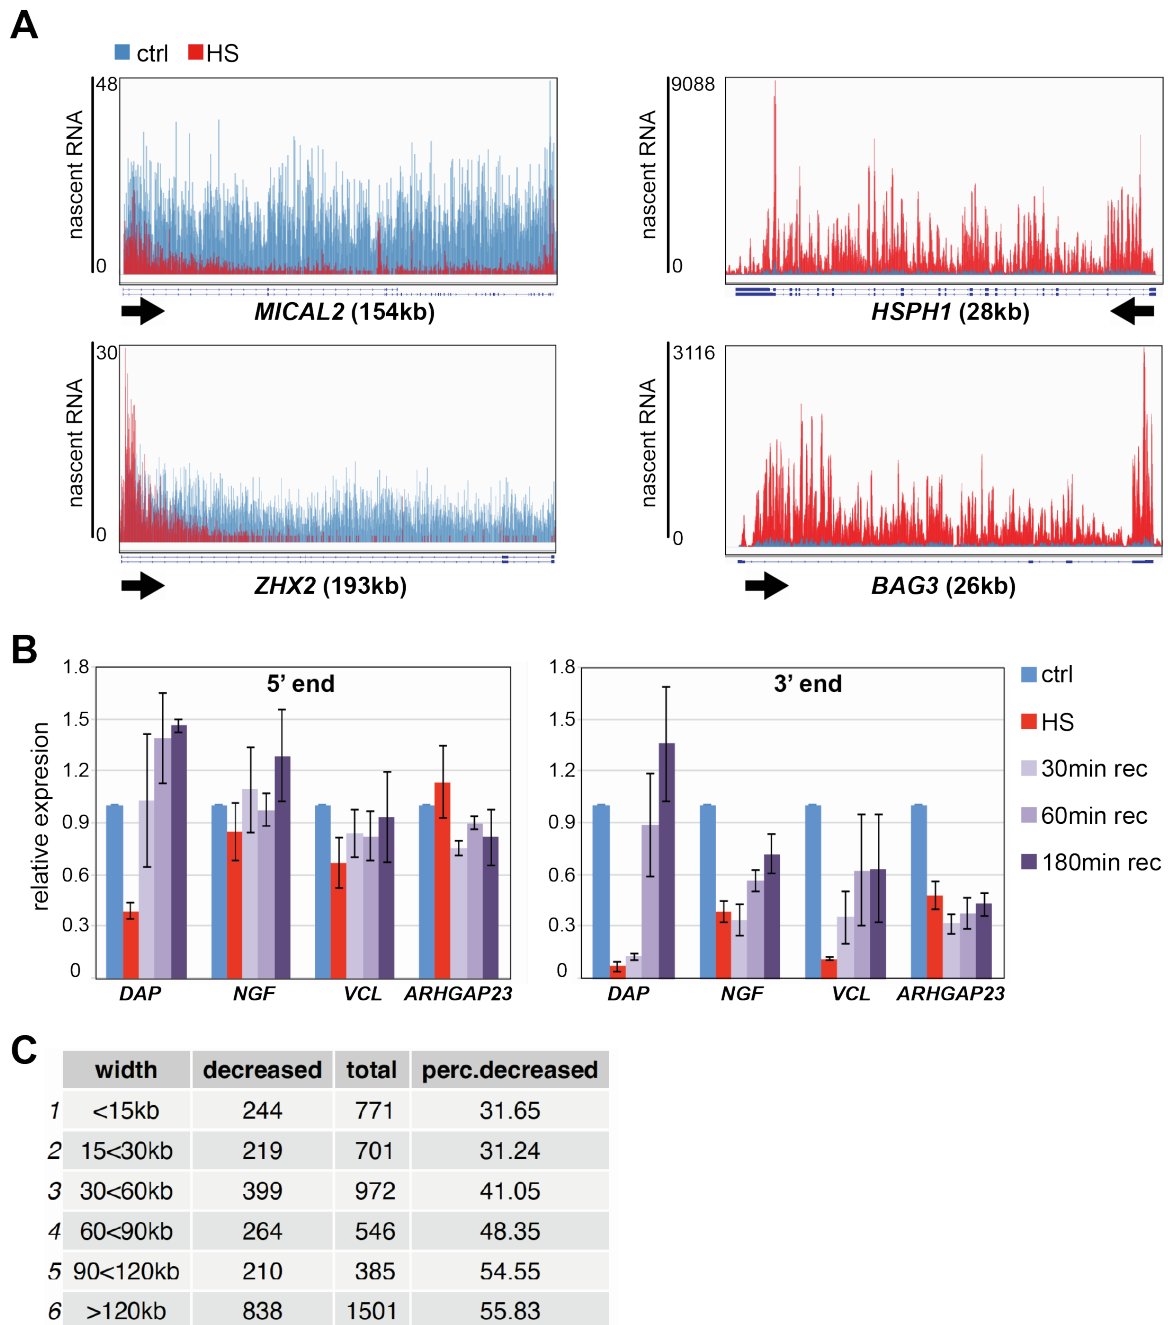 A
ctrl HS
48
nascent RNA
0
MICAL2 (154kb)
9088
nascent RNA
0
HSPH1 (28kb)
30
nascent RNA
0
ZHX2 (193kb)
3116
nascent RNA
0
BAG3 (26kb)
B
5’ end
relative expresion
1.8
1.5
1.2
0.9
0.6
0.3
0
DAP NGF VCL ARHGAP23
3’ end
1.8
1.5
1.2
0.9
0.6
0.3
0
DAP NGF VCL ARHGAP23
ctrl
HS
30min rec
60min rec
180min rec
C
width decreased total perc.decreased
1 <15kb 244 771 31.65
2 15<30kb 219 701 31.24
3 30<60kb 399 972 41.05
4 60<90kb 264 546 48.35
5 90<120kb 210 385 54.55
6 >120kb 838 1501 55.83